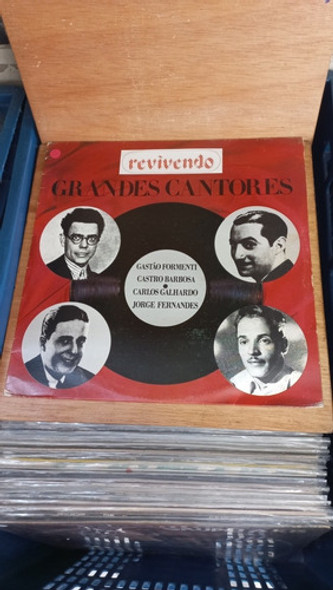 revivendo
GRANDES CANTORES
GASTÃO FORMENTI
CASTRO BARBOSA
CARLOS GALHARDO
JORGE FERNANDES